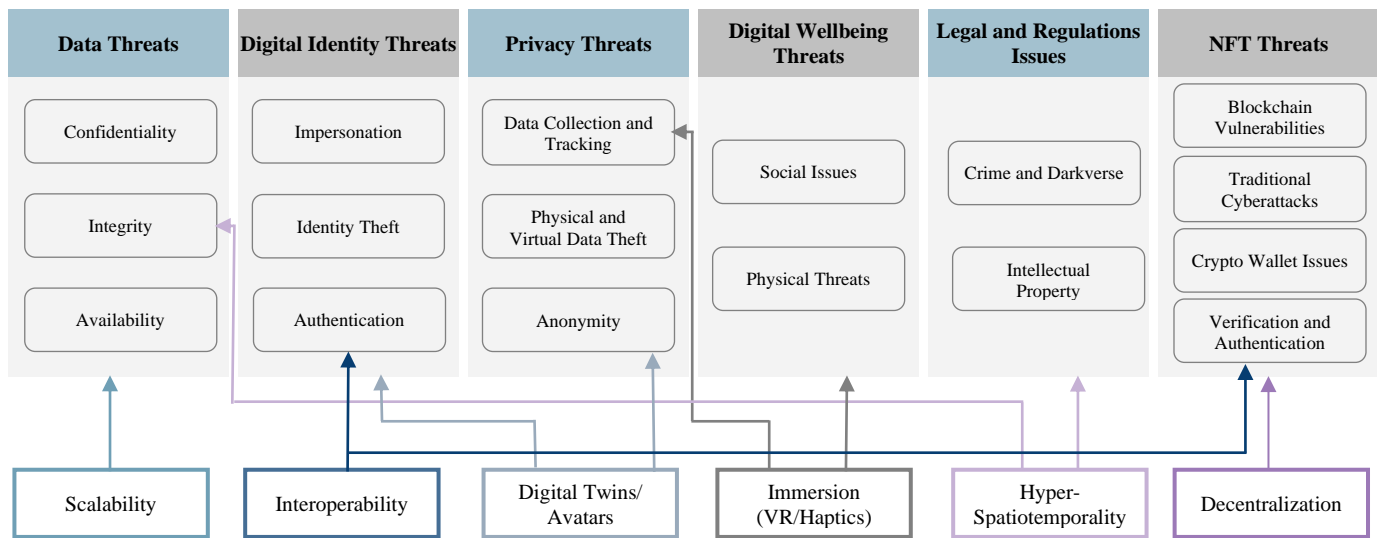 Data Threats
Confidentiality
Integrity
Availability
Digital Identity Threats
Impersonation
Identity Theft
Authentication
Privacy Threats
Data Collection and
Tracking
Physical and
Virtual Data Theft
Anonymity
Digital Wellbeing
Threats
Social Issues
Physical Threats
Legal and Regulations
Issues
Crime and Darkverse
Intellectual
Property
NFT Threats
Blockchain
Vulnerabilities
Traditional
Cyberattacks
Crypto Wallet Issues
Verification and
Authentication
Scalability
Interoperability
Digital Twins/
Avatars
Immersion
(VR/Haptics)
Hyper-
Spatiotemporality
Decentralization